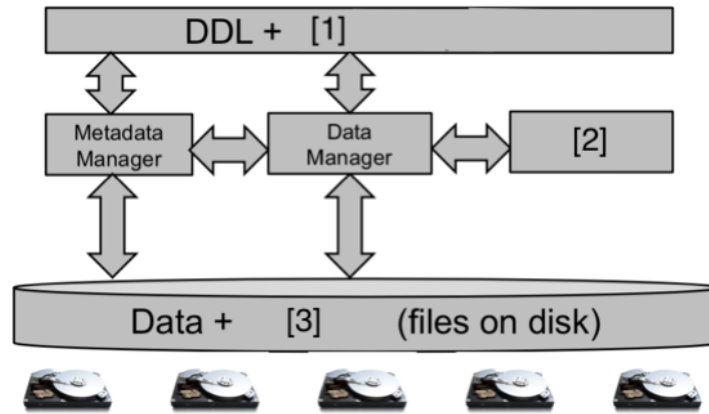 DDL + [1]
Metadata
Manager
Data
Manager
[2]
Data + [3] (files on disk)